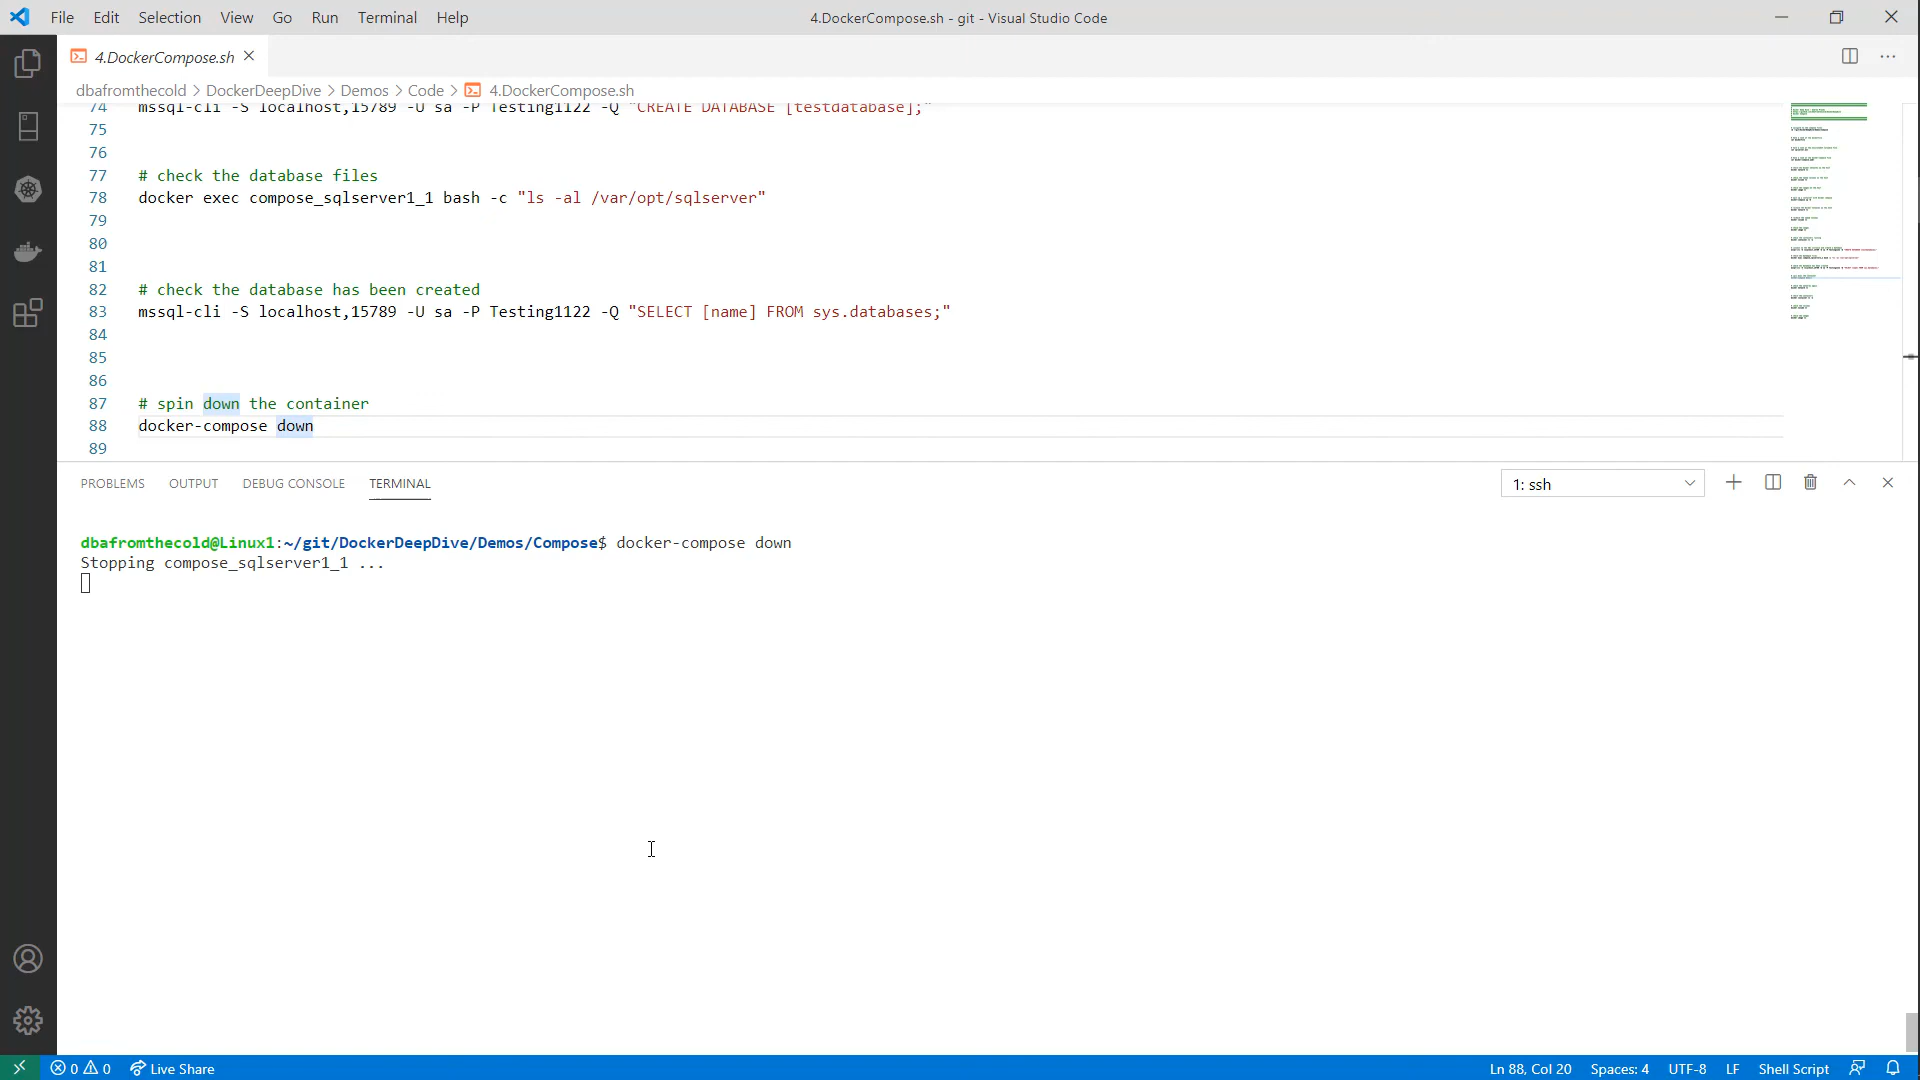 File Edit Selection View Go Run Terminal Help
4.DockerCompose.sh - git - Visual Studio Code
4.DockerCompose.sh
dbafromthecold > DockerDeepDive > Demos > Code > 4.DockerCompose.sh
74 mssql-cli -S localhost,15789 -U sa -P Testing1122 -Q "CREATE DATABASE [testdatabase];"
75
76
77 # check the database files
78 docker exec compose_sqlserver1_1 bash -c "ls -al /var/opt/sqlserver"
79
80
81
82 # check the database has been created
83 mssql-cli -S localhost,15789 -U sa -P Testing1122 -Q "SELECT [name] FROM sys.databases;"
84
85
86
87 # spin down the container
88 docker-compose down
89
PROBLEMS OUTPUT DEBUG CONSOLE TERMINAL
1: ssh
dbafromthecold@Linux1:~/git/DockerDeepDive/Demos/Compose$ docker-compose down
Stopping compose_sqlserver1_1 ...
0 0 Live Share
Ln 88, Col 20 Spaces: 4 UTF-8 LF Shell Script